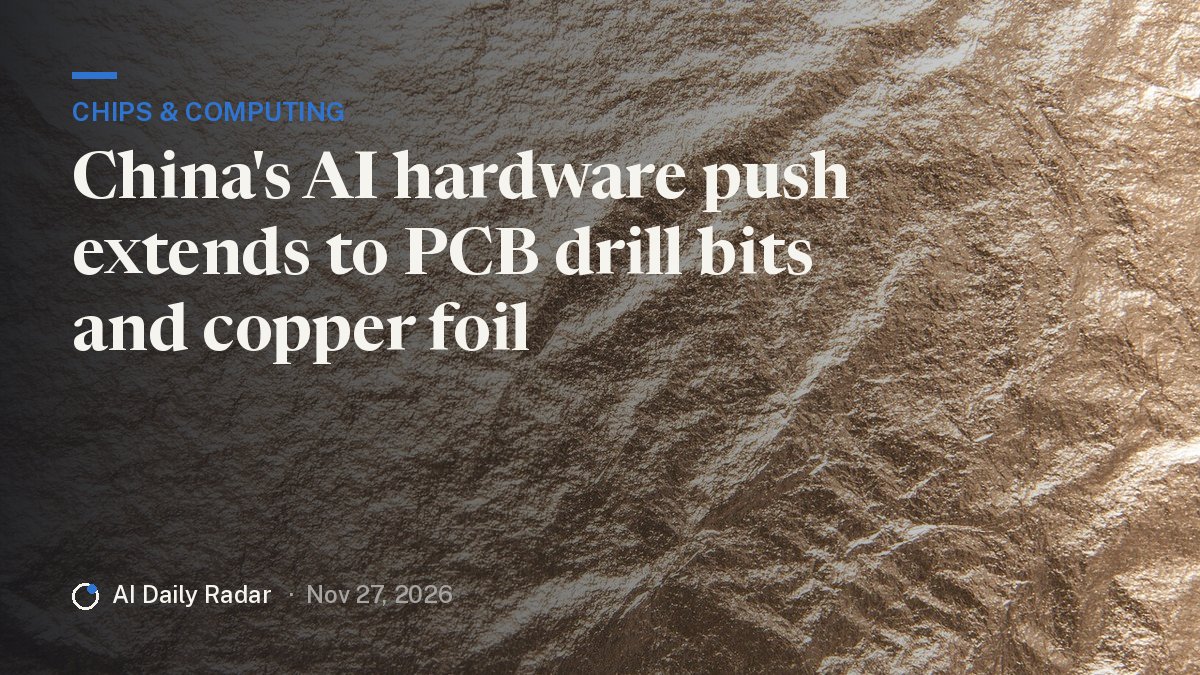 CHIPS & COMPUTING
China's AI hardware push
extends to PCB drill bits
and copper foil
AI Daily Radar · Nov 27, 2026